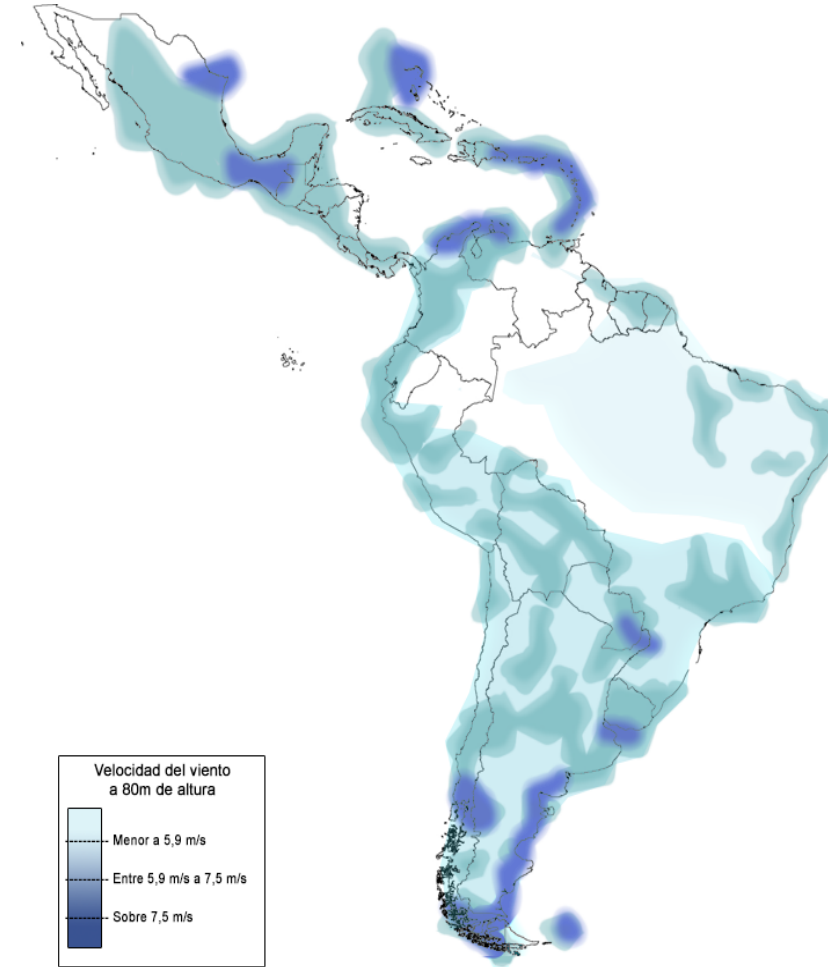 Velocidad del viento
a 80m de altura
Menor a 5,9 m/s
Entre 5,9 m/s a 7,5 m/s
Sobre 7,5 m/s